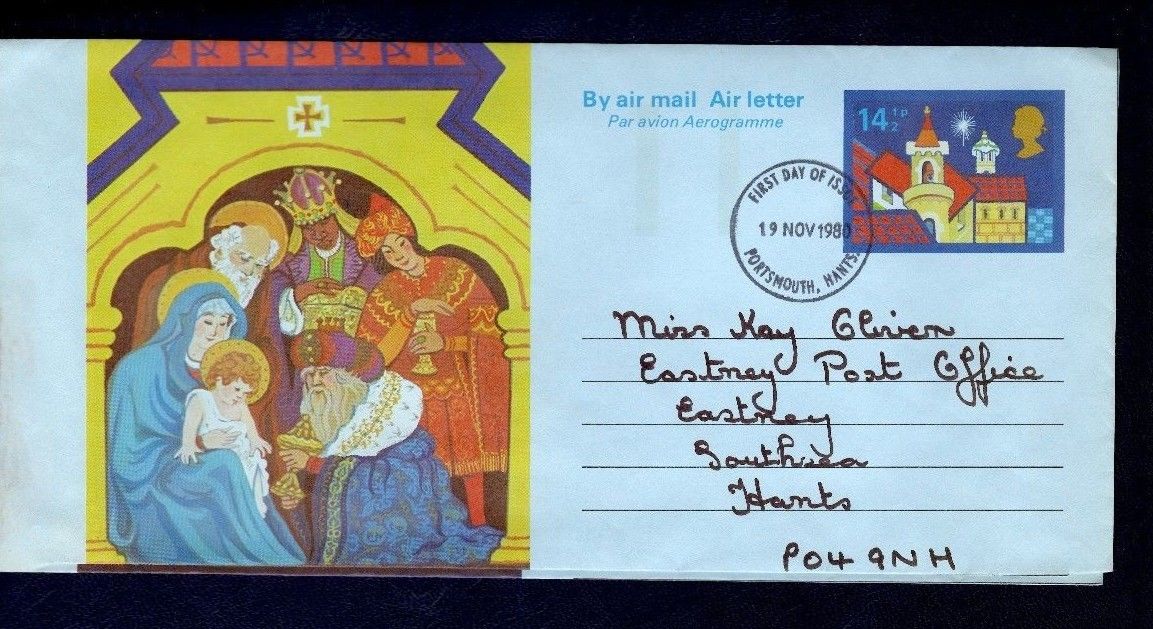 By air mail Air letter
Par avion Aerogramme
14½P
FIRST DAY OF ISSUE
19 NOV 1980
PORTSMOUTH, HANTS.
Miss Kay
Eastney Post Office
Eastney
Southsea
Hants
PO4 9NH